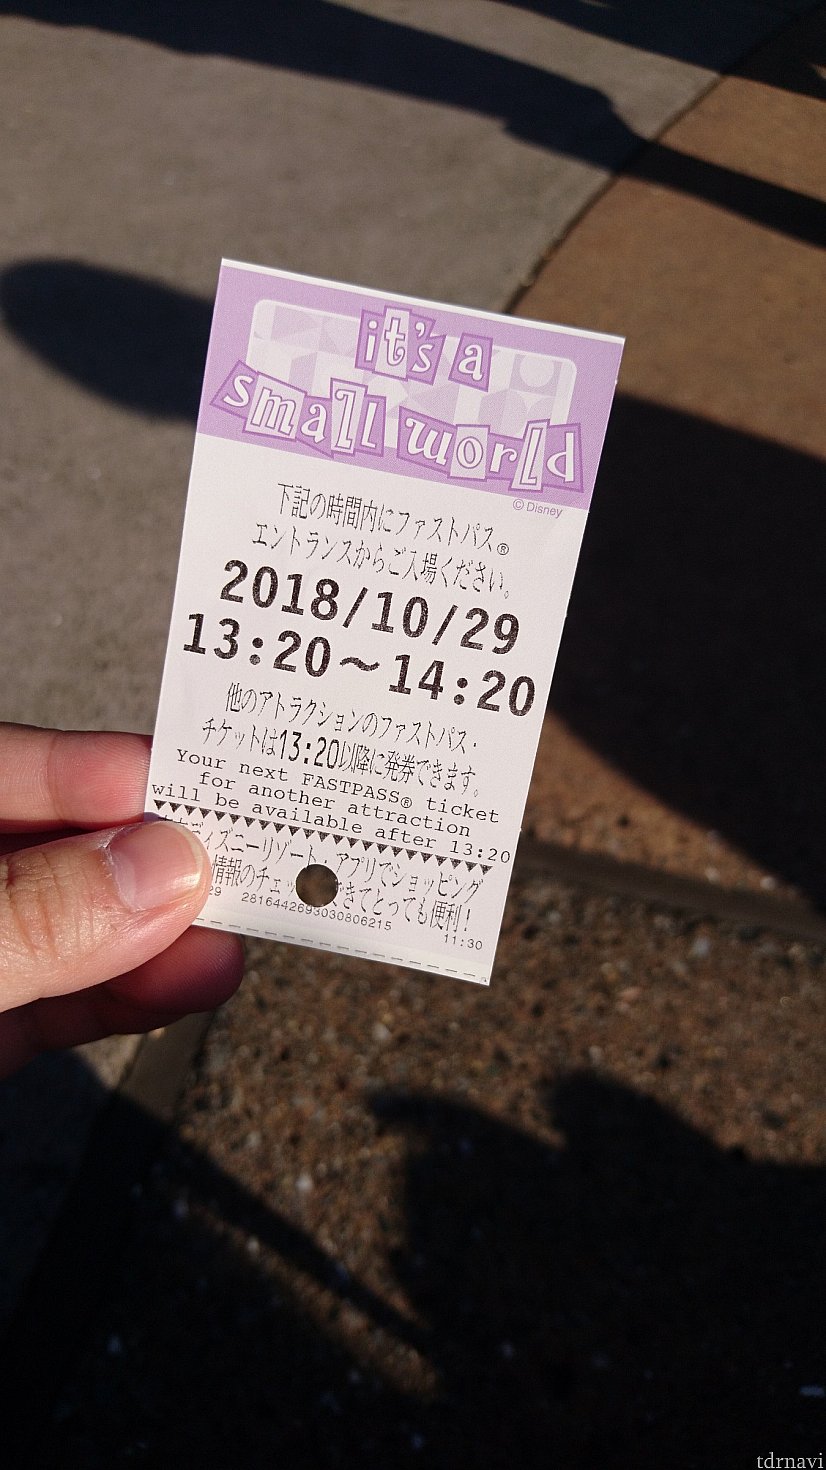 it's a
small world
© Disney
下記の時間内にファストパス®
エントランスからご入場ください。
2018/10/29
13:20～14:20
他のアトラクションのファストパス・
チケットは13:20以降に発券できます。
Your next FASTPASS® ticket
for another attraction
will be available after 13:20
ディズニーリゾート・アプリでショッピング
情報のチェッ できてとっても便利!
29 2816442693030806215 11:30
tdrnavi